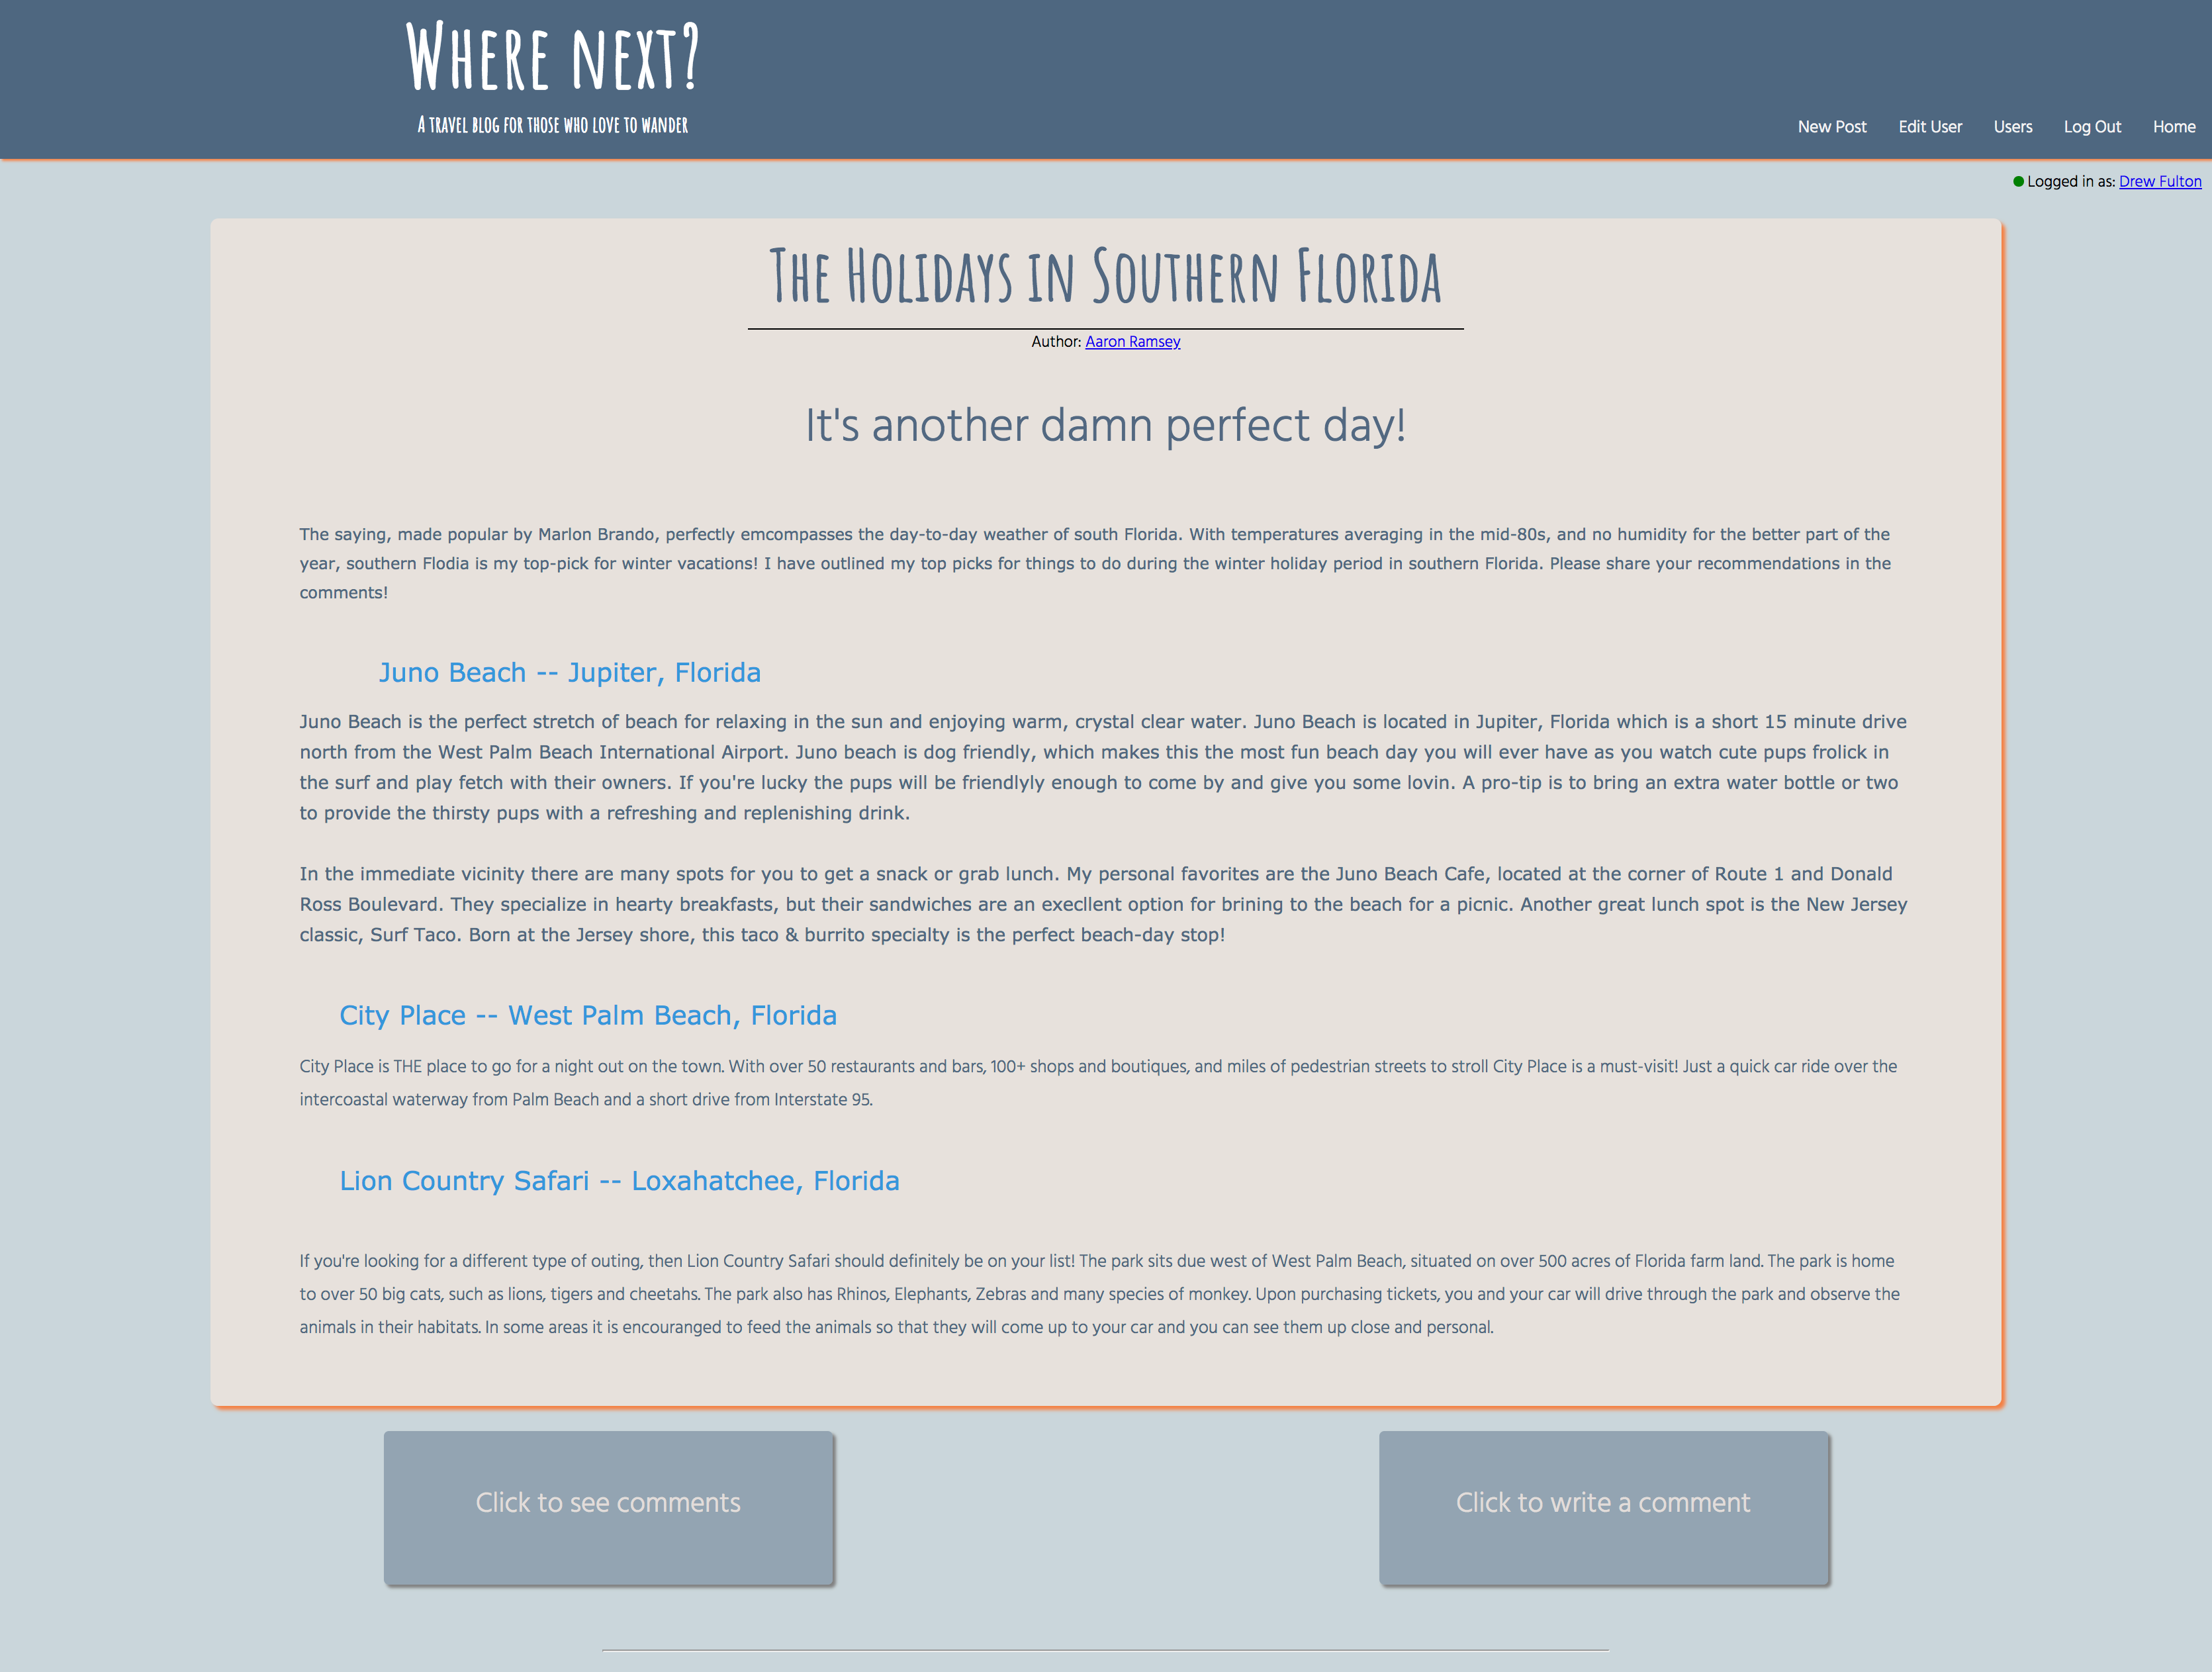 Where next?
A travel blog for those who love to wander
New Post Edit User Users Log Out Home
Logged in as: Drew Fulton
The Holidays in Southern Florida
Author: Aaron Ramsey
It's another damn perfect day!
The saying, made popular by Marlon Brando, perfectly emcompasses the day-to-day weather of south Florida. With temperatures averaging in the mid-80s, and no humidity for the better part of the
year, southern Flodia is my top-pick for winter vacations! I have outlined my top picks for things to do during the winter holiday period in southern Florida. Please share your recommendations in the
comments!
Juno Beach -- Jupiter, Florida
Juno Beach is the perfect stretch of beach for relaxing in the sun and enjoying warm, crystal clear water. Juno Beach is located in Jupiter, Florida which is a short 15 minute drive
north from the West Palm Beach International Airport. Juno beach is dog friendly, which makes this the most fun beach day you will ever have as you watch cute pups frolick in
the surf and play fetch with their owners. If you're lucky the pups will be friendlyly enough to come by and give you some lovin. A pro-tip is to bring an extra water bottle or two
to provide the thirsty pups with a refreshing and replenishing drink.
In the immediate vicinity there are many spots for you to get a snack or grab lunch. My personal favorites are the Juno Beach Cafe, located at the corner of Route 1 and Donald
Ross Boulevard. They specialize in hearty breakfasts, but their sandwiches are an execllent option for brining to the beach for a picnic. Another great lunch spot is the New Jersey
classic, Surf Taco. Born at the Jersey shore, this taco & burrito specialty is the perfect beach-day stop!
City Place -- West Palm Beach, Florida
City Place is THE place to go for a night out on the town. With over 50 restaurants and bars, 100+ shops and boutiques, and miles of pedestrian streets to stroll City Place is a must-visit! Just a quick car ride over the
intercoastal waterway from Palm Beach and a short drive from Interstate 95.
Lion Country Safari -- Loxahatchee, Florida
If you're looking for a different type of outing, then Lion Country Safari should definitely be on your list! The park sits due west of West Palm Beach, situated on over 500 acres of Florida farm land. The park is home
to over 50 big cats, such as lions, tigers and cheetahs. The park also has Rhinos, Elephants, Zebras and many species of monkey. Upon purchasing tickets, you and your car will drive through the park and observe the
animals in their habitats. In some areas it is encouranged to feed the animals so that they will come up to your car and you can see them up close and personal.
Click to see comments
Click to write a comment